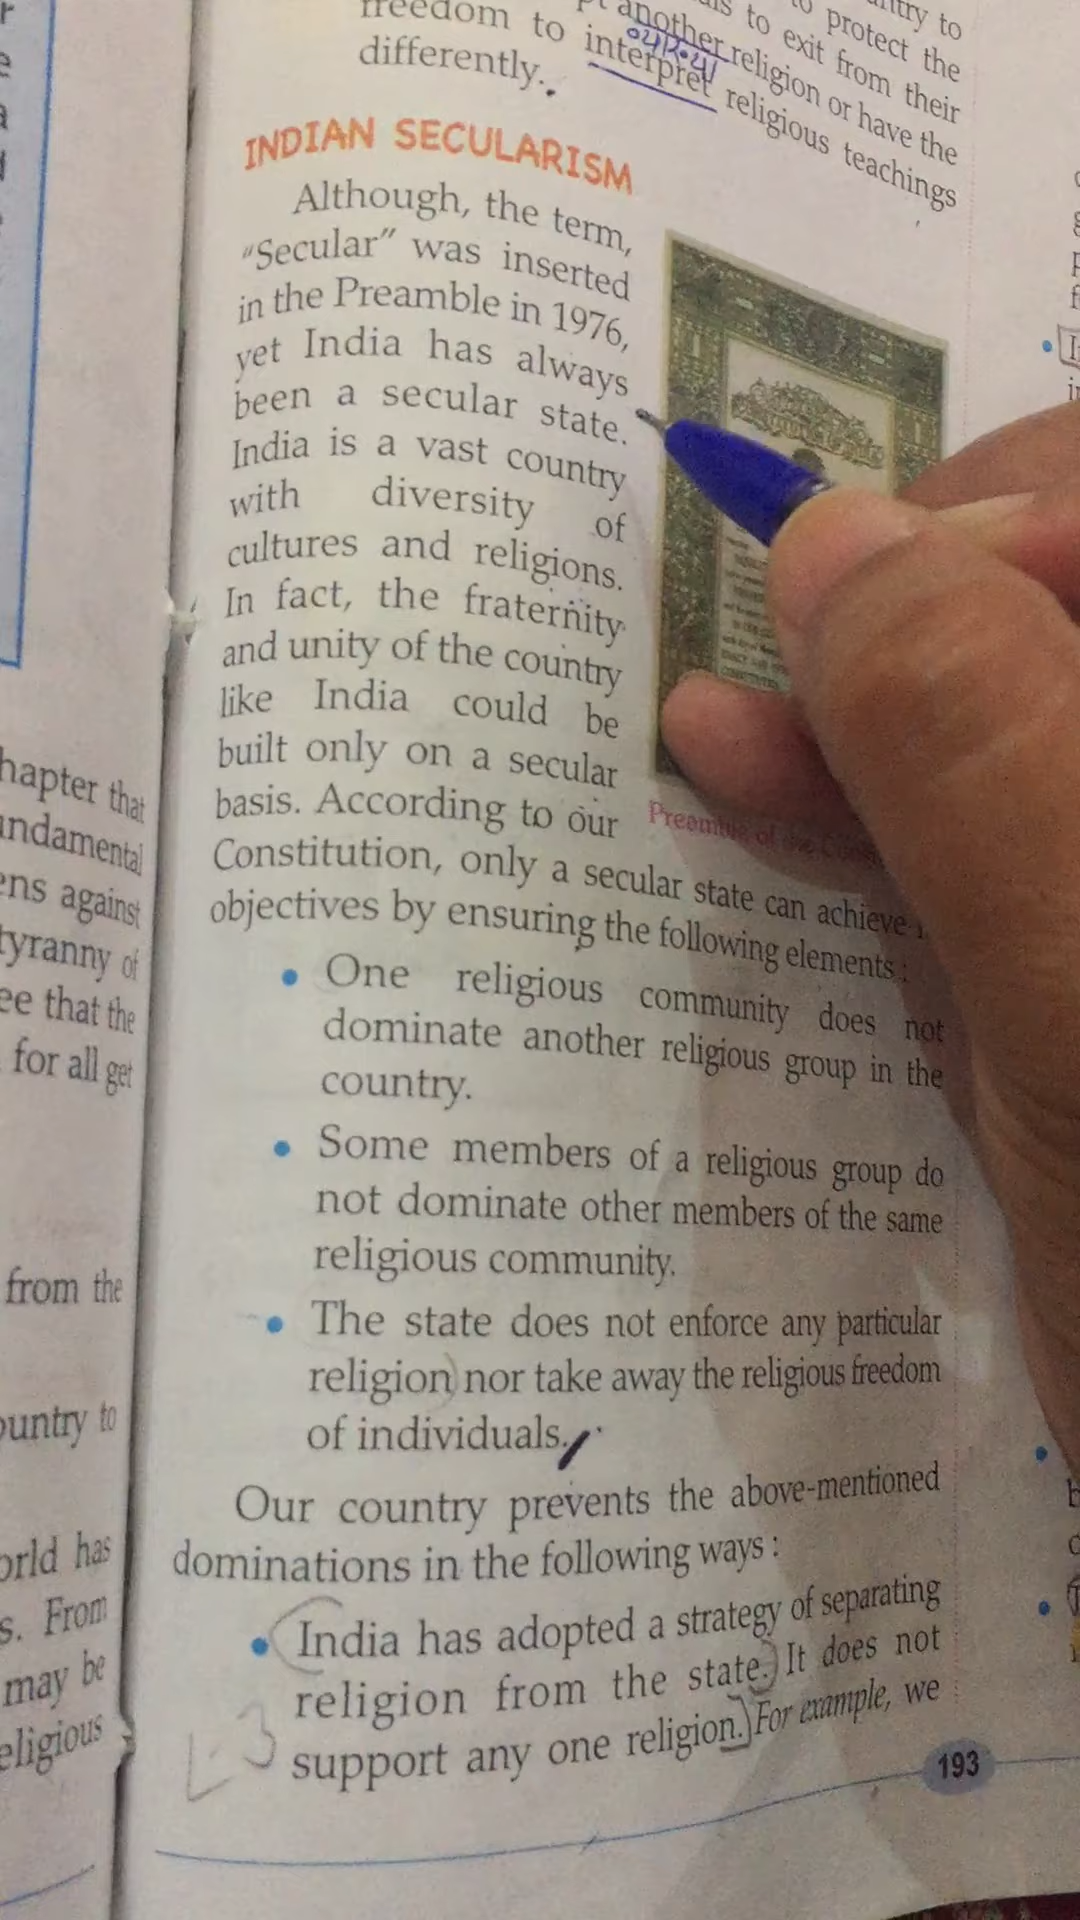 to
ntry to
to protect the
ls to exit from their
another religion or have the
freedom to interpret religious teachings
differently.
INDIAN SECULARISM
Although, the term,
"Secular" was inserted
in the Preamble in 1976,
yet India has always
been a secular state.
India is a vast country
with diversity of
cultures and religions.
In fact, the fraternity
and unity of the country
like India could be
built only on a secular
basis. According to our
Constitution, only a secular state can achieve
objectives by ensuring the following elements :
Preamble of the
• One religious community does not
dominate another religious group in the
country.
• Some members of a religious group do
not dominate other members of the same
religious community.
• The state does not enforce any particular
religion nor take away the religious freedom
of individuals.
Our country prevents the above-mentioned
dominations in the following ways :
• India has adopted a strategy of separating
religion from the state. It does not
support any one religion. For example, we
193
hapter that
undamental
ens against
tyranny of
ee that the
for all get
from the
ountry to
orld has
s. From
may be
eligious